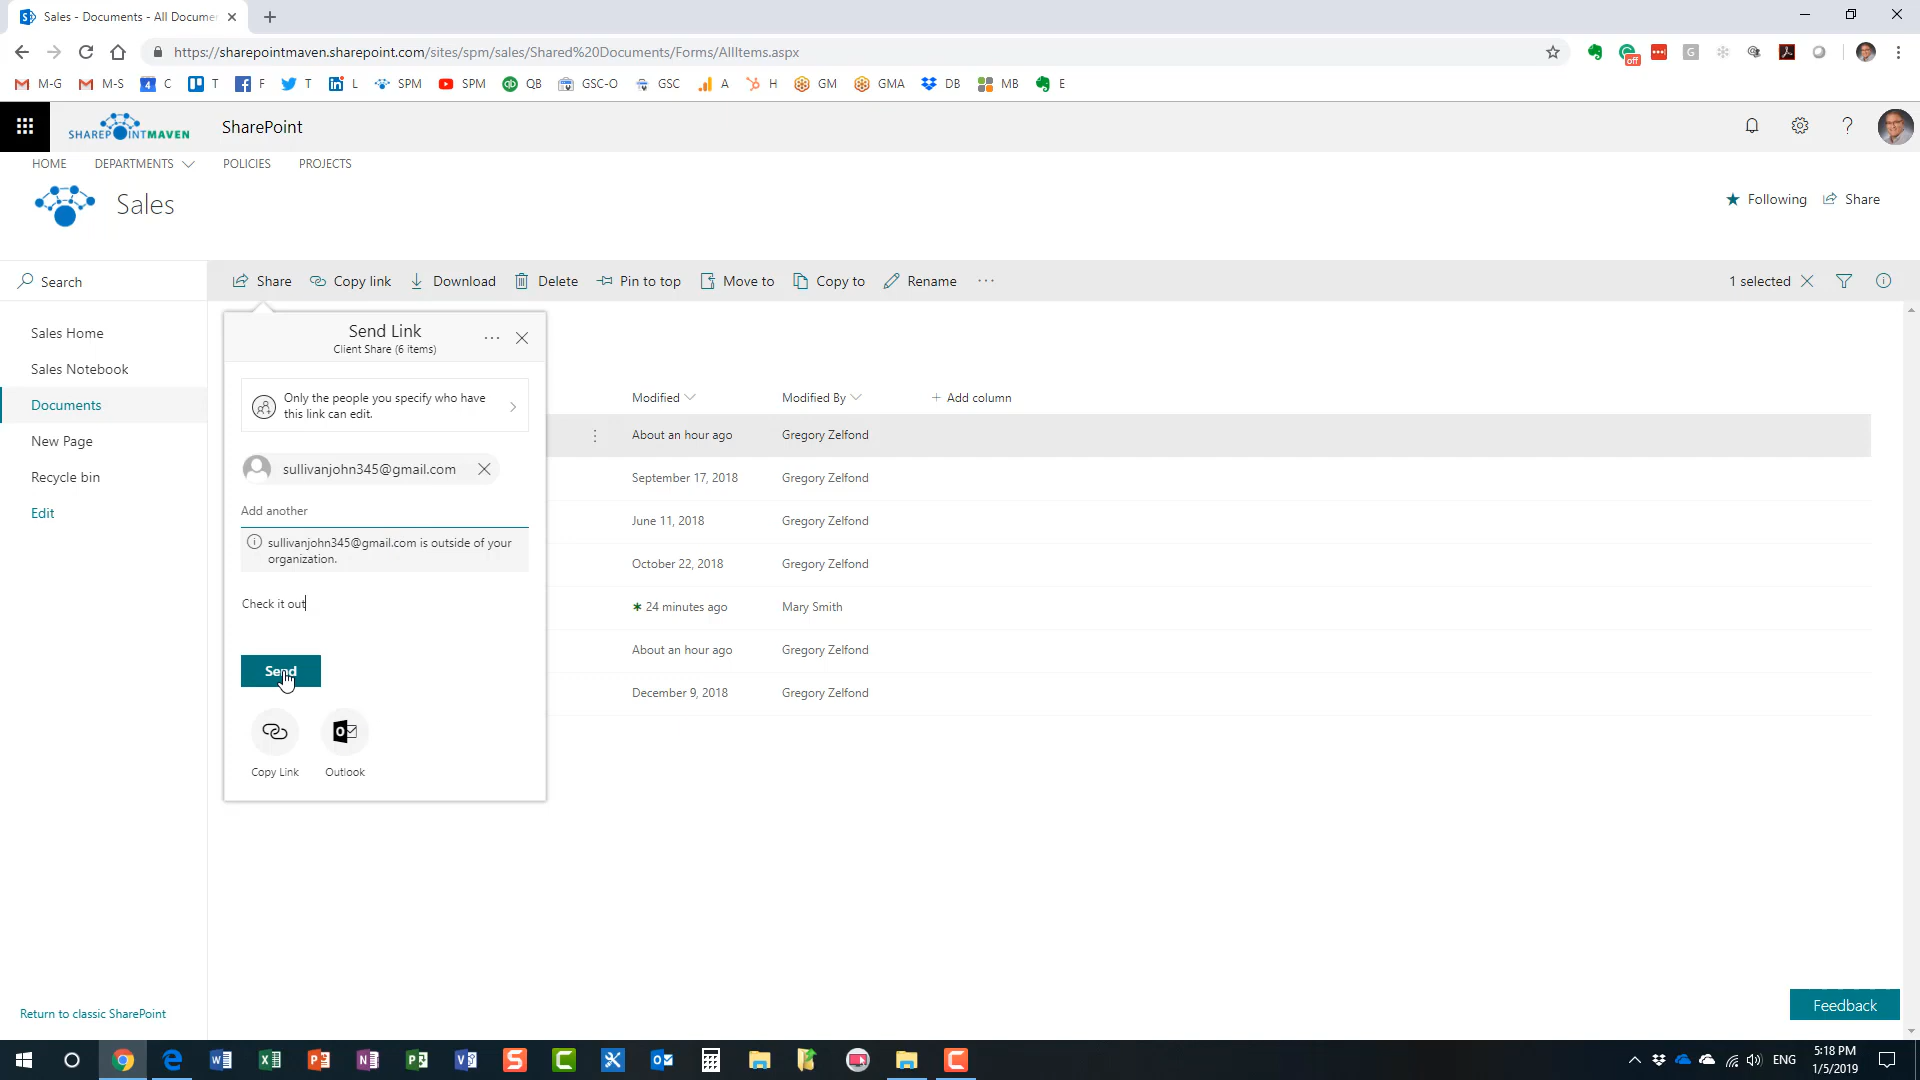 Sales - Documents - All Docume
https://sharepointmaven.sharepoint.com/sites/spm/sales/Shared%20Documents/Forms/AllItems.aspx
off
M-G M-S 4 C T F T L SPM SPM QB GSC-O GSC A H GM GMA DB MB E
SHAREPOINTMAVEN SharePoint
HOME DEPARTMENTS POLICIES PROJECTS
Sales
Following Share
Search Share Copy link Download Delete Pin to top Move to Copy to Rename ··· 1 selected
Sales Home
Sales Notebook
Documents
New Page
Recycle bin
Edit
Send Link
Client Share (6 items)
Only the people you specify who have
this link can edit.
sullivanjohn345@gmail.com
Add another
sullivanjohn345@gmail.com is outside of your
organization.
Check it out
Send
Copy Link Outlook
Modified Modified By + Add column
About an hour ago Gregory Zelfond
September 17, 2018 Gregory Zelfond
June 11, 2018 Gregory Zelfond
October 22, 2018 Gregory Zelfond
24 minutes ago Mary Smith
About an hour ago Gregory Zelfond
December 9, 2018 Gregory Zelfond
Return to classic SharePoint
Feedback
ENG
5:18 PM
1/5/2019